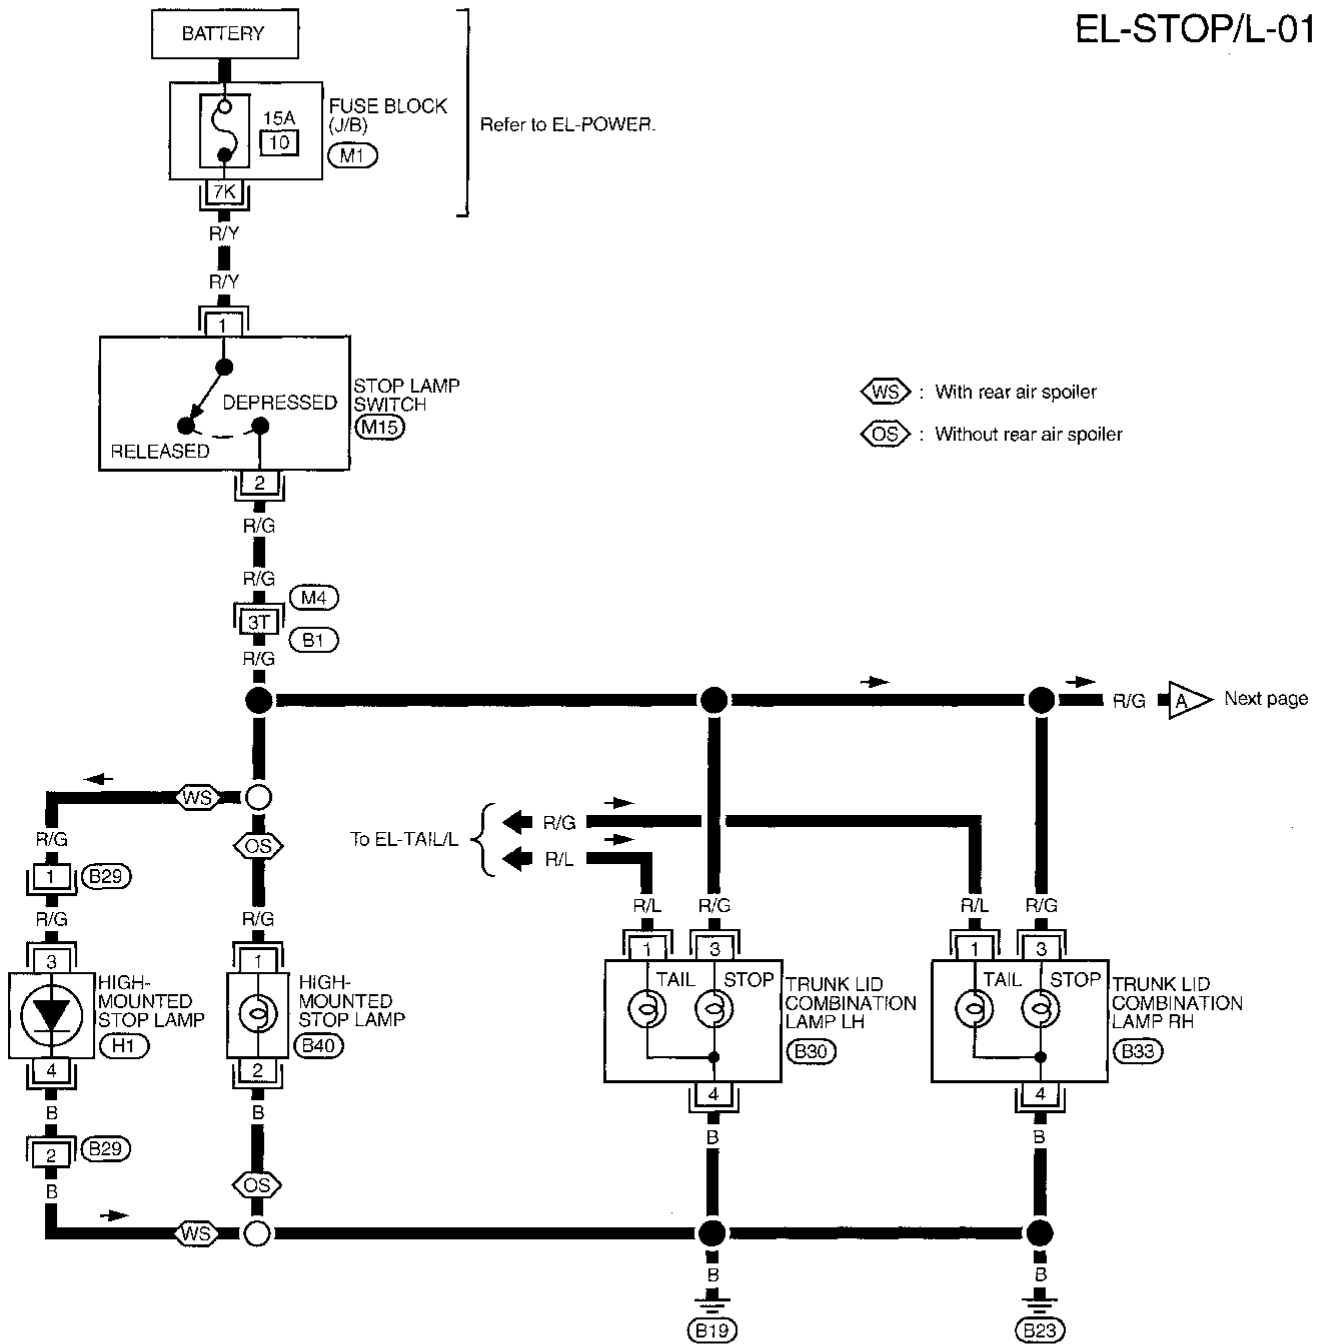 EL-STOP/L-01
BATTERY
15A
10
FUSE BLOCK
(J/B)
M1
Refer to EL-POWER.
7K
R/Y
R/Y
1
DEPRESSED
RELEASED
STOP LAMP
SWITCH
M15
WS : With rear air spoiler
OS : Without rear air spoiler
2
R/G
R/G
M4
3T
B1
R/G
R/G
A
Next page
WS
OS
To EL-TAIL/L
R/G
R/L
R/G
1
B29
R/G
R/G
R/L
R/G
R/L
R/G
3
HIGH-
MOUNTED
STOP LAMP
H1
4
1
HIGH-
MOUNTED
STOP LAMP
B40
2
1
3
TAIL
STOP
TRUNK LID
COMBINATION
LAMP LH
B30
4
1
3
TAIL
STOP
TRUNK LID
COMBINATION
LAMP RH
B33
4
B
B
B
B
2
B29
B
OS
WS
B
B
B19
B23